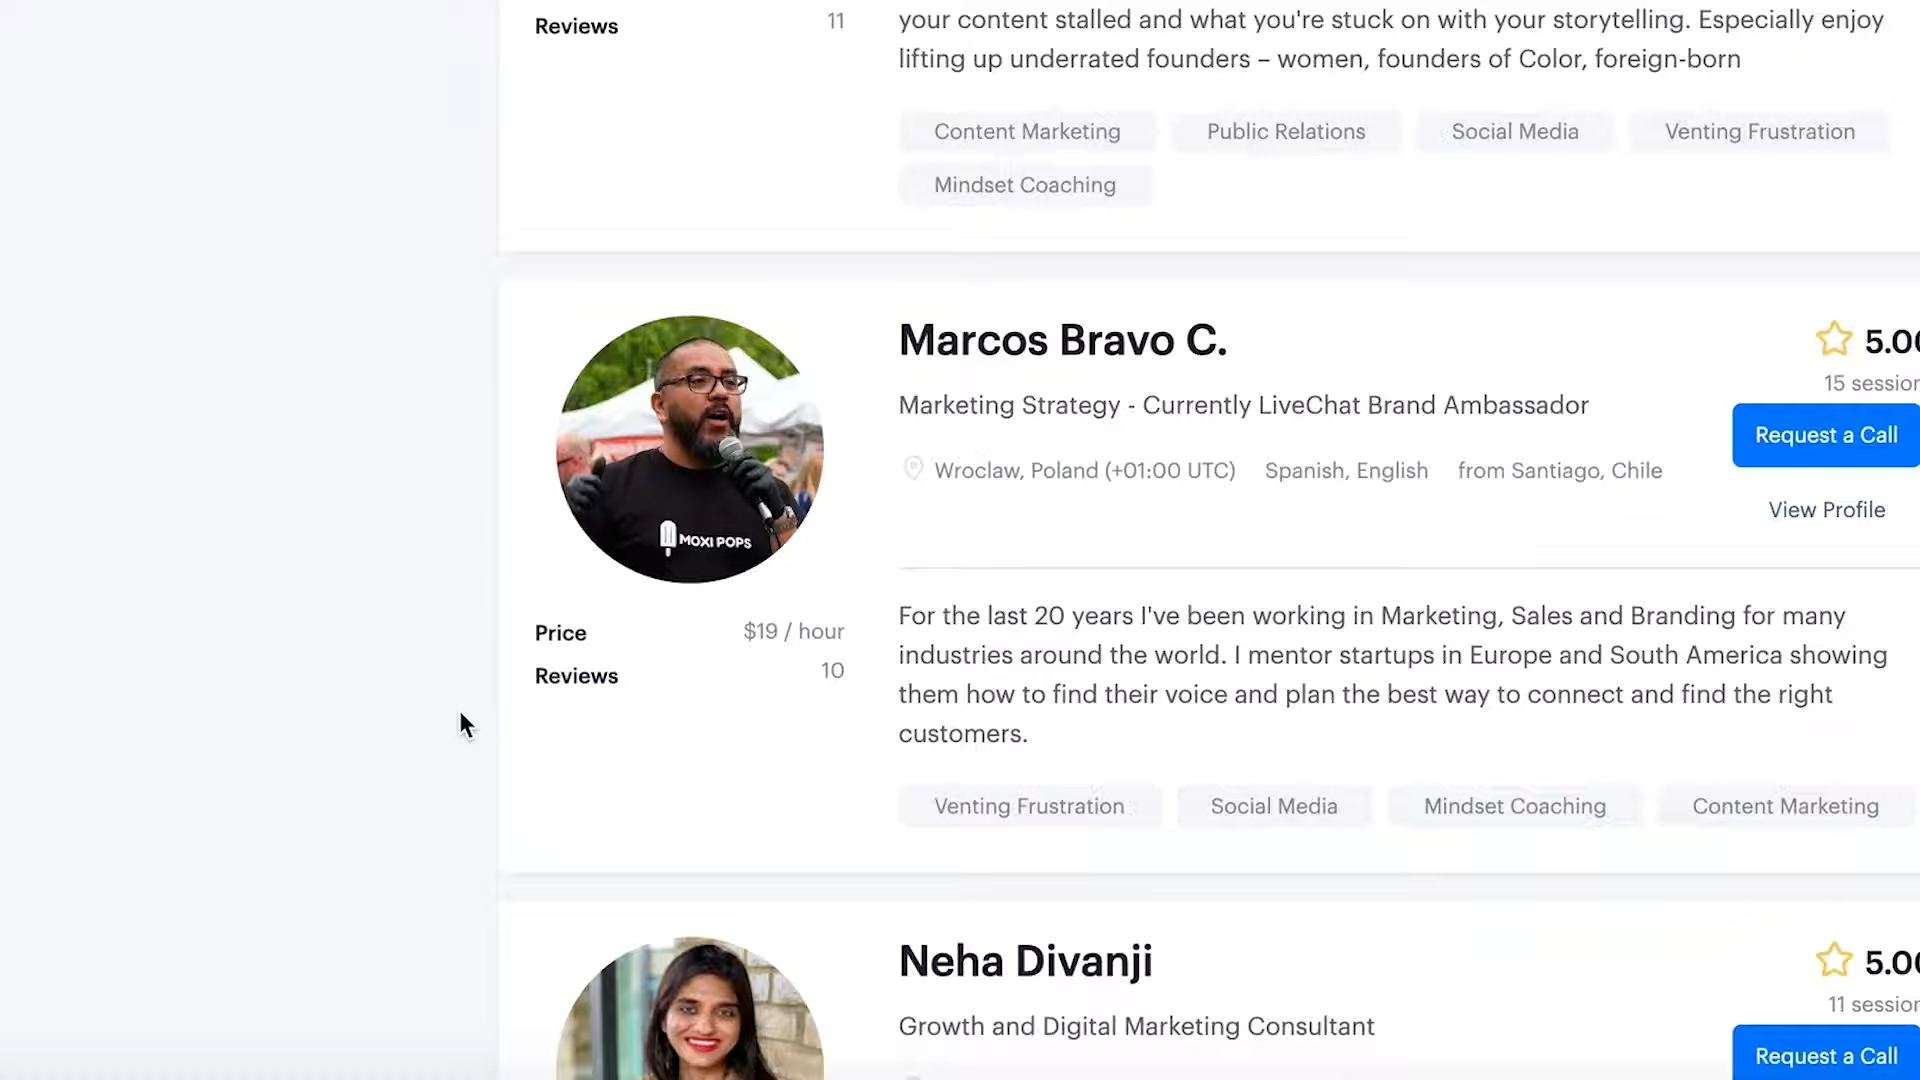 Reviews 11
your content stalled and what you're stuck on with your storytelling. Especially enjoy
lifting up underrated founders – women, founders of Color, foreign-born
Content Marketing Public Relations Social Media Venting Frustration
Mindset Coaching
Marcos Bravo C.
5.00
15 session
Marketing Strategy - Currently LiveChat Brand Ambassador
Request a Call
Wroclaw, Poland (+01:00 UTC) Spanish, English from Santiago, Chile
View Profile
MOXI POPS
Price $19 / hour
Reviews 10
For the last 20 years I've been working in Marketing, Sales and Branding for many
industries around the world. I mentor startups in Europe and South America showing
them how to find their voice and plan the best way to connect and find the right
customers.
Venting Frustration Social Media Mindset Coaching Content Marketing
Neha Divanji
5.00
11 session
Growth and Digital Marketing Consultant
Request a Call